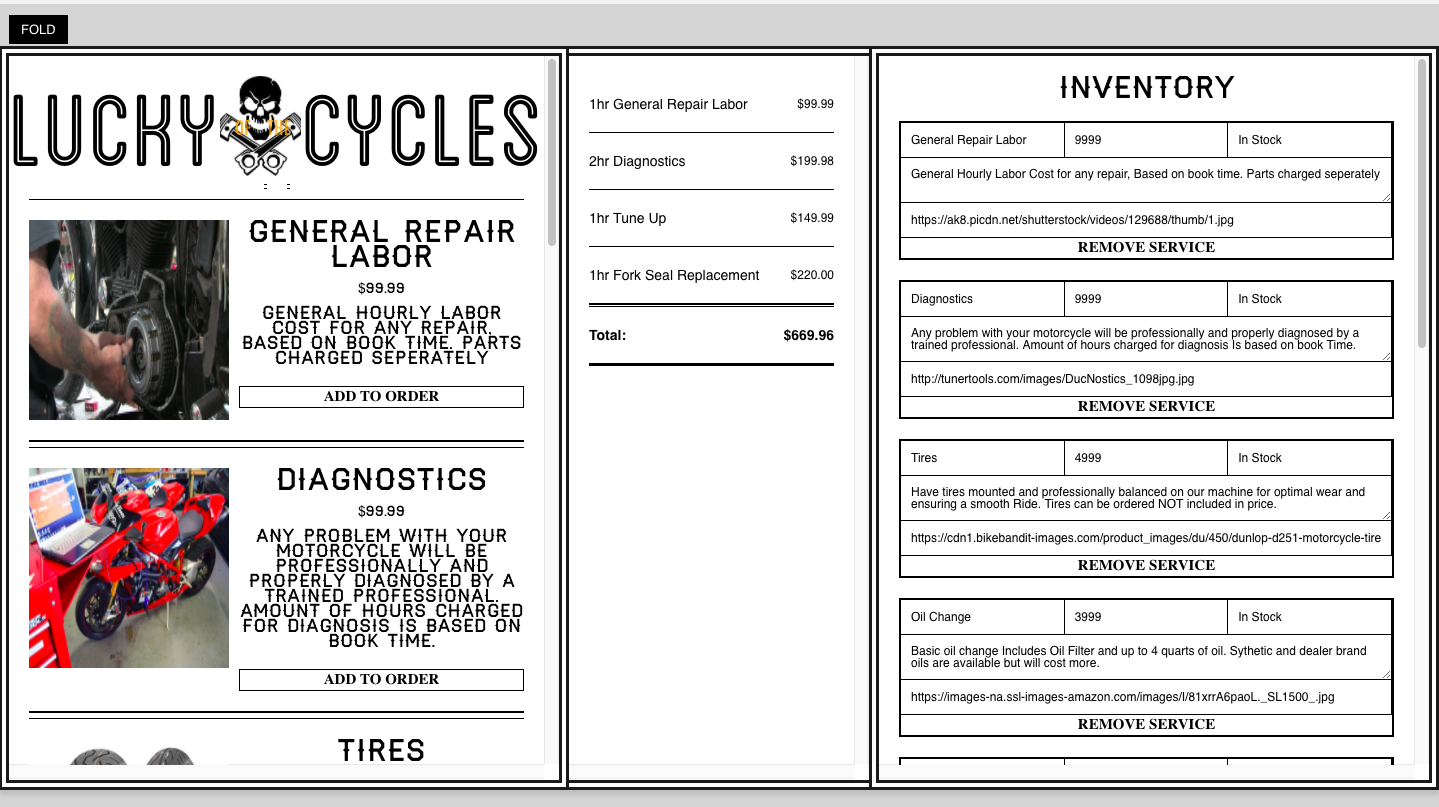 FOLD
LUCKY CYCLES
OF THE
GENERAL REPAIR
LABOR
$99.99
GENERAL HOURLY LABOR
COST FOR ANY REPAIR,
BASED ON BOOK TIME. PARTS
CHARGED SEPERATELY
ADD TO ORDER
DIAGNOSTICS
$99.99
ANY PROBLEM WITH YOUR
MOTORCYCLE WILL BE
PROFESSIONALLY AND
PROPERLY DIAGNOSED BY A
TRAINED PROFESSIONAL.
AMOUNT OF HOURS CHARGED
FOR DIAGNOSIS IS BASED ON
BOOK TIME.
ADD TO ORDER
TIRES
1hr General Repair Labor $99.99
2hr Diagnostics $199.98
1hr Tune Up $149.99
1hr Fork Seal Replacement $220.00
Total: $669.96
INVENTORY
General Repair Labor 9999 In Stock
General Hourly Labor Cost for any repair, Based on book time. Parts charged seperately
https://ak8.picdn.net/shutterstock/videos/129688/thumb/1.jpg
REMOVE SERVICE
Diagnostics 9999 In Stock
Any problem with your motorcycle will be professionally and properly diagnosed by a
trained professional. Amount of hours charged for diagnosis Is based on book Time.
http://tunertools.com/images/DucNostics_1098jpg.jpg
REMOVE SERVICE
Tires 4999 In Stock
Have tires mounted and professionally balanced on our machine for optimal wear and
ensuring a smooth Ride. Tires can be ordered NOT included in price.
https://cdn1.bikebandit-images.com/product_images/du/450/dunlop-d251-motorcycle-tire
REMOVE SERVICE
Oil Change 3999 In Stock
Basic oil change Includes Oil Filter and up to 4 quarts of oil. Sythetic and dealer brand
oils are available but will cost more.
https://images-na.ssl-images-amazon.com/images/I/81xrrA6paoL._SL1500_.jpg
REMOVE SERVICE